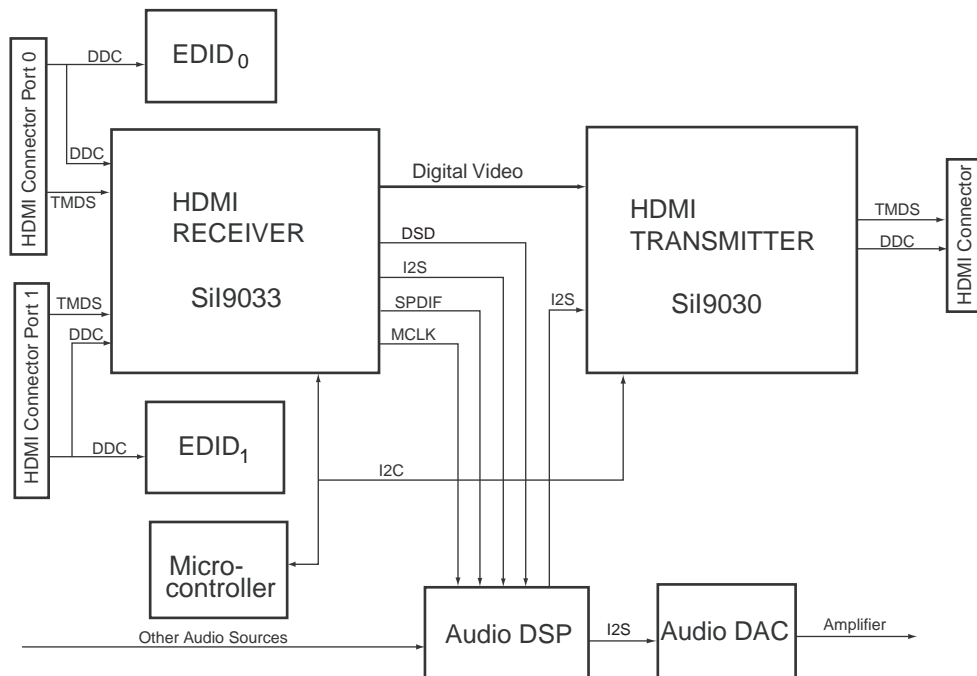 HDMI Connector Port 0
DDC
EDID0
DDC
TMDS
HDMI
RECEIVER
SiI9033
Digital Video
DSD
I2S
SPDIF
MCLK
HDMI
TRANSMITTER
SiI9030
I2S
TMDS
DDC
HDMI Connector
HDMI Connector Port 1
TMDS
DDC
DDC
EDID1
I2C
Micro-
controller
Other Audio Sources
Audio DSP
I2S
Audio DAC
Amplifier